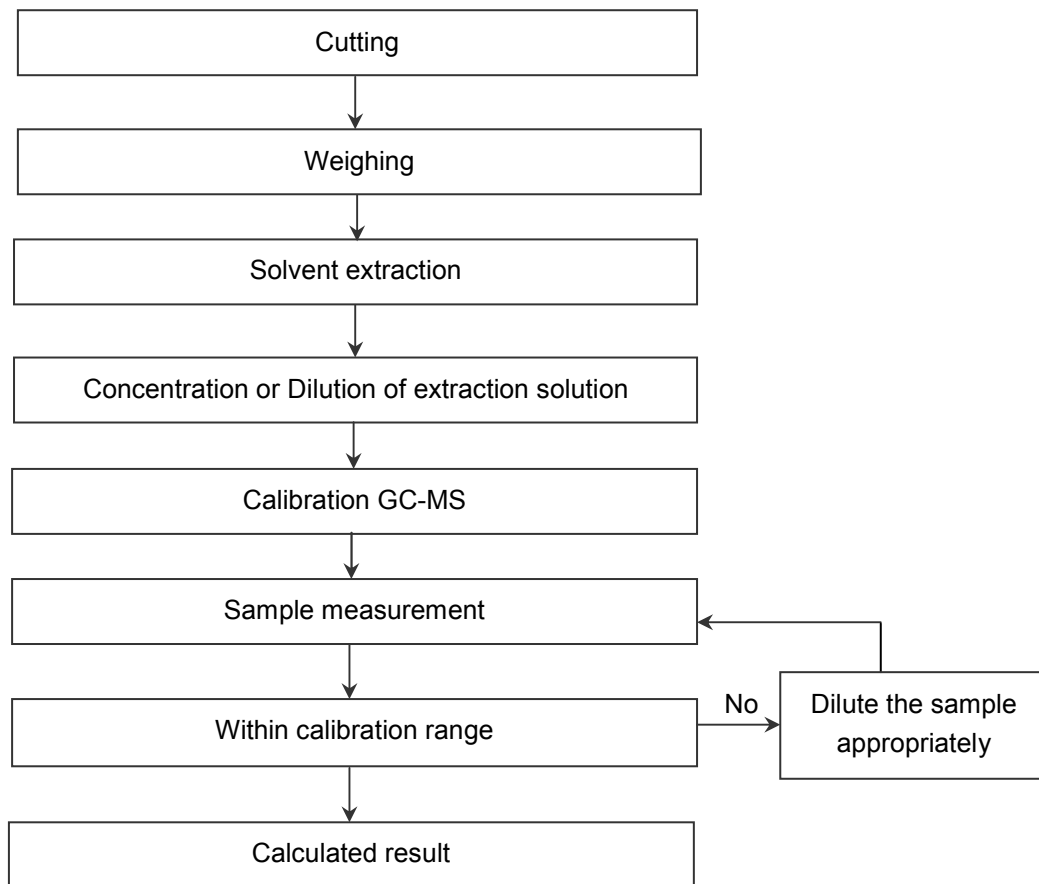 Cutting
Weighing
Solvent extraction
Concentration or Dilution of extraction solution
Calibration GC-MS
Sample measurement
Within calibration range
No
Dilute the sample
appropriately
Calculated result